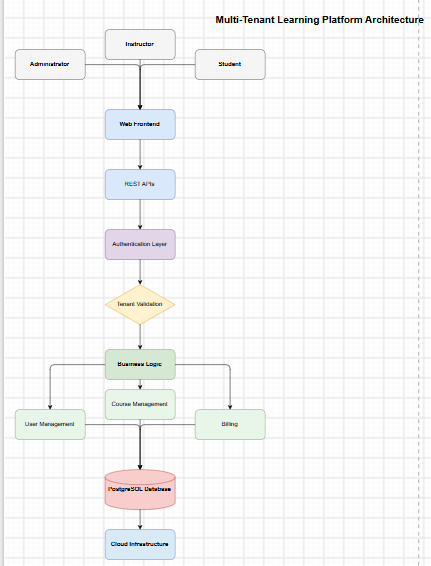 Multi-Tenant Learning Platform Architecture
Instructor
Administrator
Student
Web Frontend
REST APIs
Authentication Layer
Tenant Validation
Business Logic
Course Management
User Management
Billing
PostgreSQL Database
Cloud Infrastructure